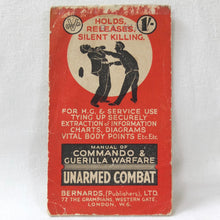 HOLDS,
RELEASES,
SILENT KILLING.
1/-
FOR H.G. & SERVICE USE
TYING UP SECURELY
EXTRACTION of INFORMATION
CHARTS, DIAGRAMS
VITAL BODY POINTS Etc. Etc.
MANUAL OF
COMMANDO &
GUERILLA WARFARE
UNARMED COMBAT
BERNARDS, (Publishers), LTD.
77 THE GRAMPIANS, WESTERN GATE,
LONDON, W.6.